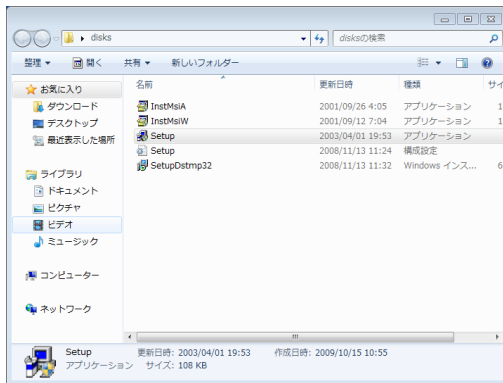 disks
disksの検索
整理 開く 共有 新しいフォルダー
名前 更新日時 種類 サイ
お気に入り
ダウンロード
デスクトップ
最近表示した場所
ライブラリ
ドキュメント
ピクチャ
ビデオ
ミュージック
コンピューター
ネットワーク
InstMsiA 2001/09/26 4:05 アプリケーション 1
InstMsiW 2001/09/12 7:04 アプリケーション 1
Setup 2003/04/01 19:53 アプリケーション
Setup 2008/11/13 11:24 構成設定
SetupDstmp32 2008/11/13 11:32 Windows インス... 6
Setup 更新日時: 2003/04/01 19:53 作成日時: 2009/10/15 10:55
アプリケーション サイズ: 108 KB